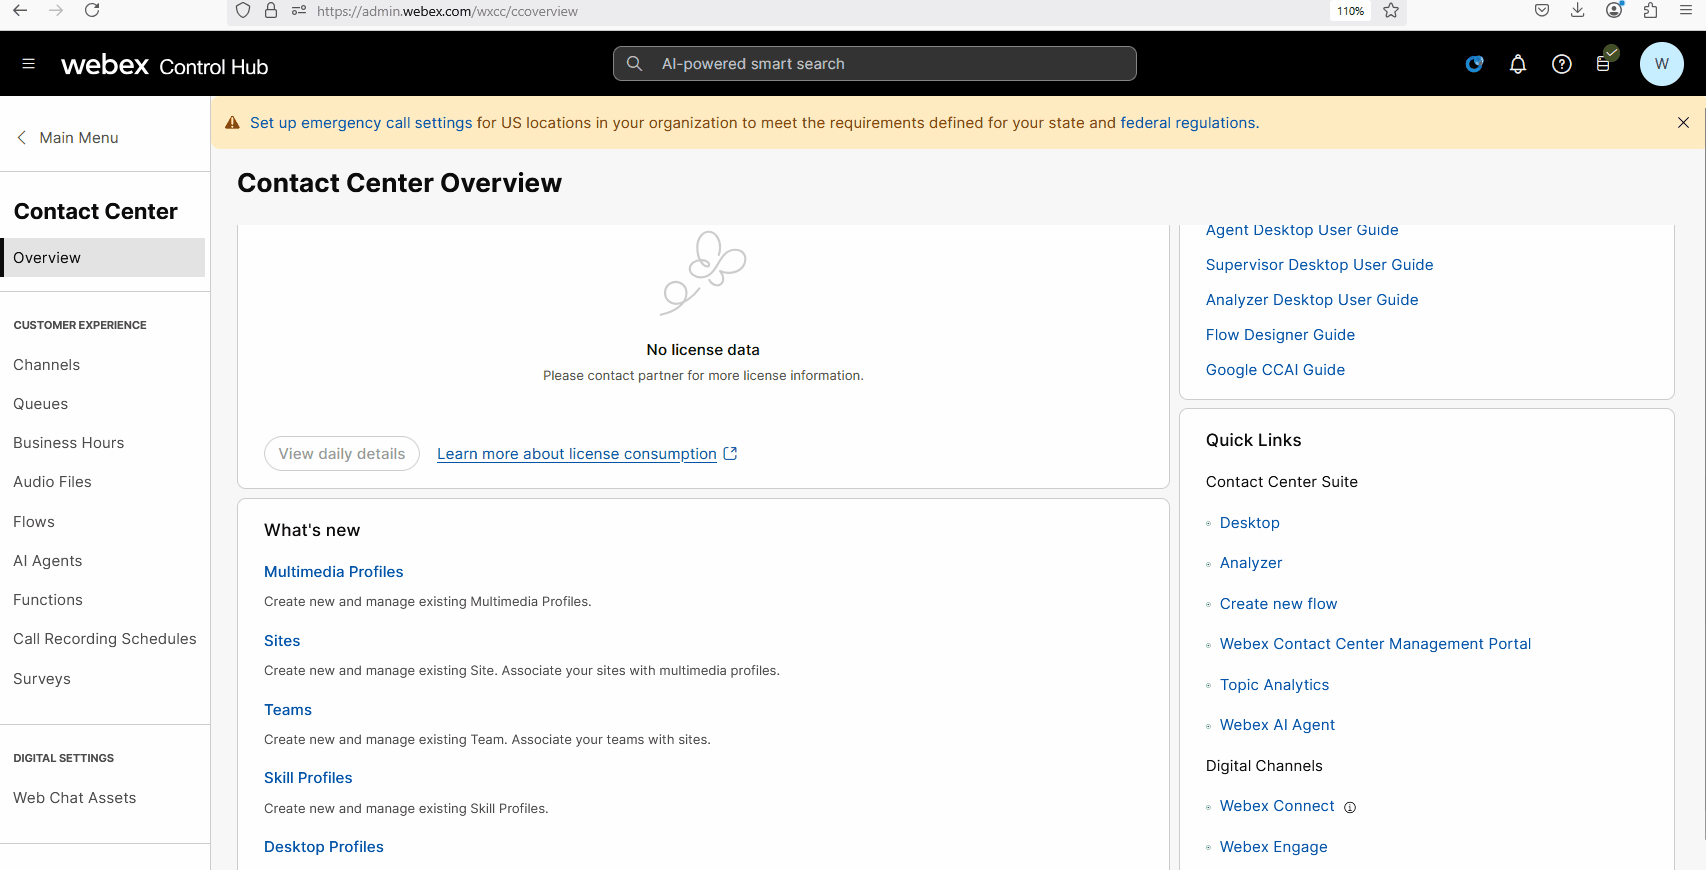 https://admin.webex.com/wxcc/ccoverview
110%
webex Control Hub
AI-powered smart search
W
Main Menu
Set up emergency call settings for US locations in your organization to meet the requirements defined for your state and federal regulations.
Contact Center Overview
Contact Center
Overview
CUSTOMER EXPERIENCE
Channels
Queues
Business Hours
Audio Files
Flows
AI Agents
Functions
Call Recording Schedules
Surveys
DIGITAL SETTINGS
Web Chat Assets
No license data
Please contact partner for more license information.
View daily details
Learn more about license consumption
What's new
Multimedia Profiles
Create new and manage existing Multimedia Profiles.
Sites
Create new and manage existing Site. Associate your sites with multimedia profiles.
Teams
Create new and manage existing Team. Associate your teams with sites.
Skill Profiles
Create new and manage existing Skill Profiles.
Desktop Profiles
Agent Desktop User Guide
Supervisor Desktop User Guide
Analyzer Desktop User Guide
Flow Designer Guide
Google CCAI Guide
Quick Links
Contact Center Suite
Desktop
Analyzer
Create new flow
Webex Contact Center Management Portal
Topic Analytics
Webex AI Agent
Digital Channels
Webex Connect
Webex Engage